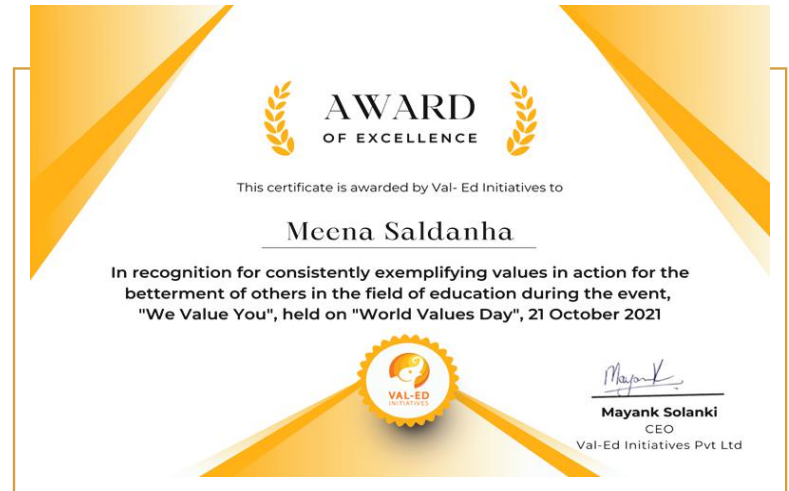 AWARD
OF EXCELLENCE
This certificate is awarded by Val- Ed Initiatives to
Meena Saldanha
In recognition for consistently exemplifying values in action for the
betterment of others in the field of education during the event,
"We Value You", held on "World Values Day", 21 October 2021
VAL-ED
INITIATIVES
Mayank
Mayank Solanki
CEO
Val-Ed Initiatives Pvt Ltd